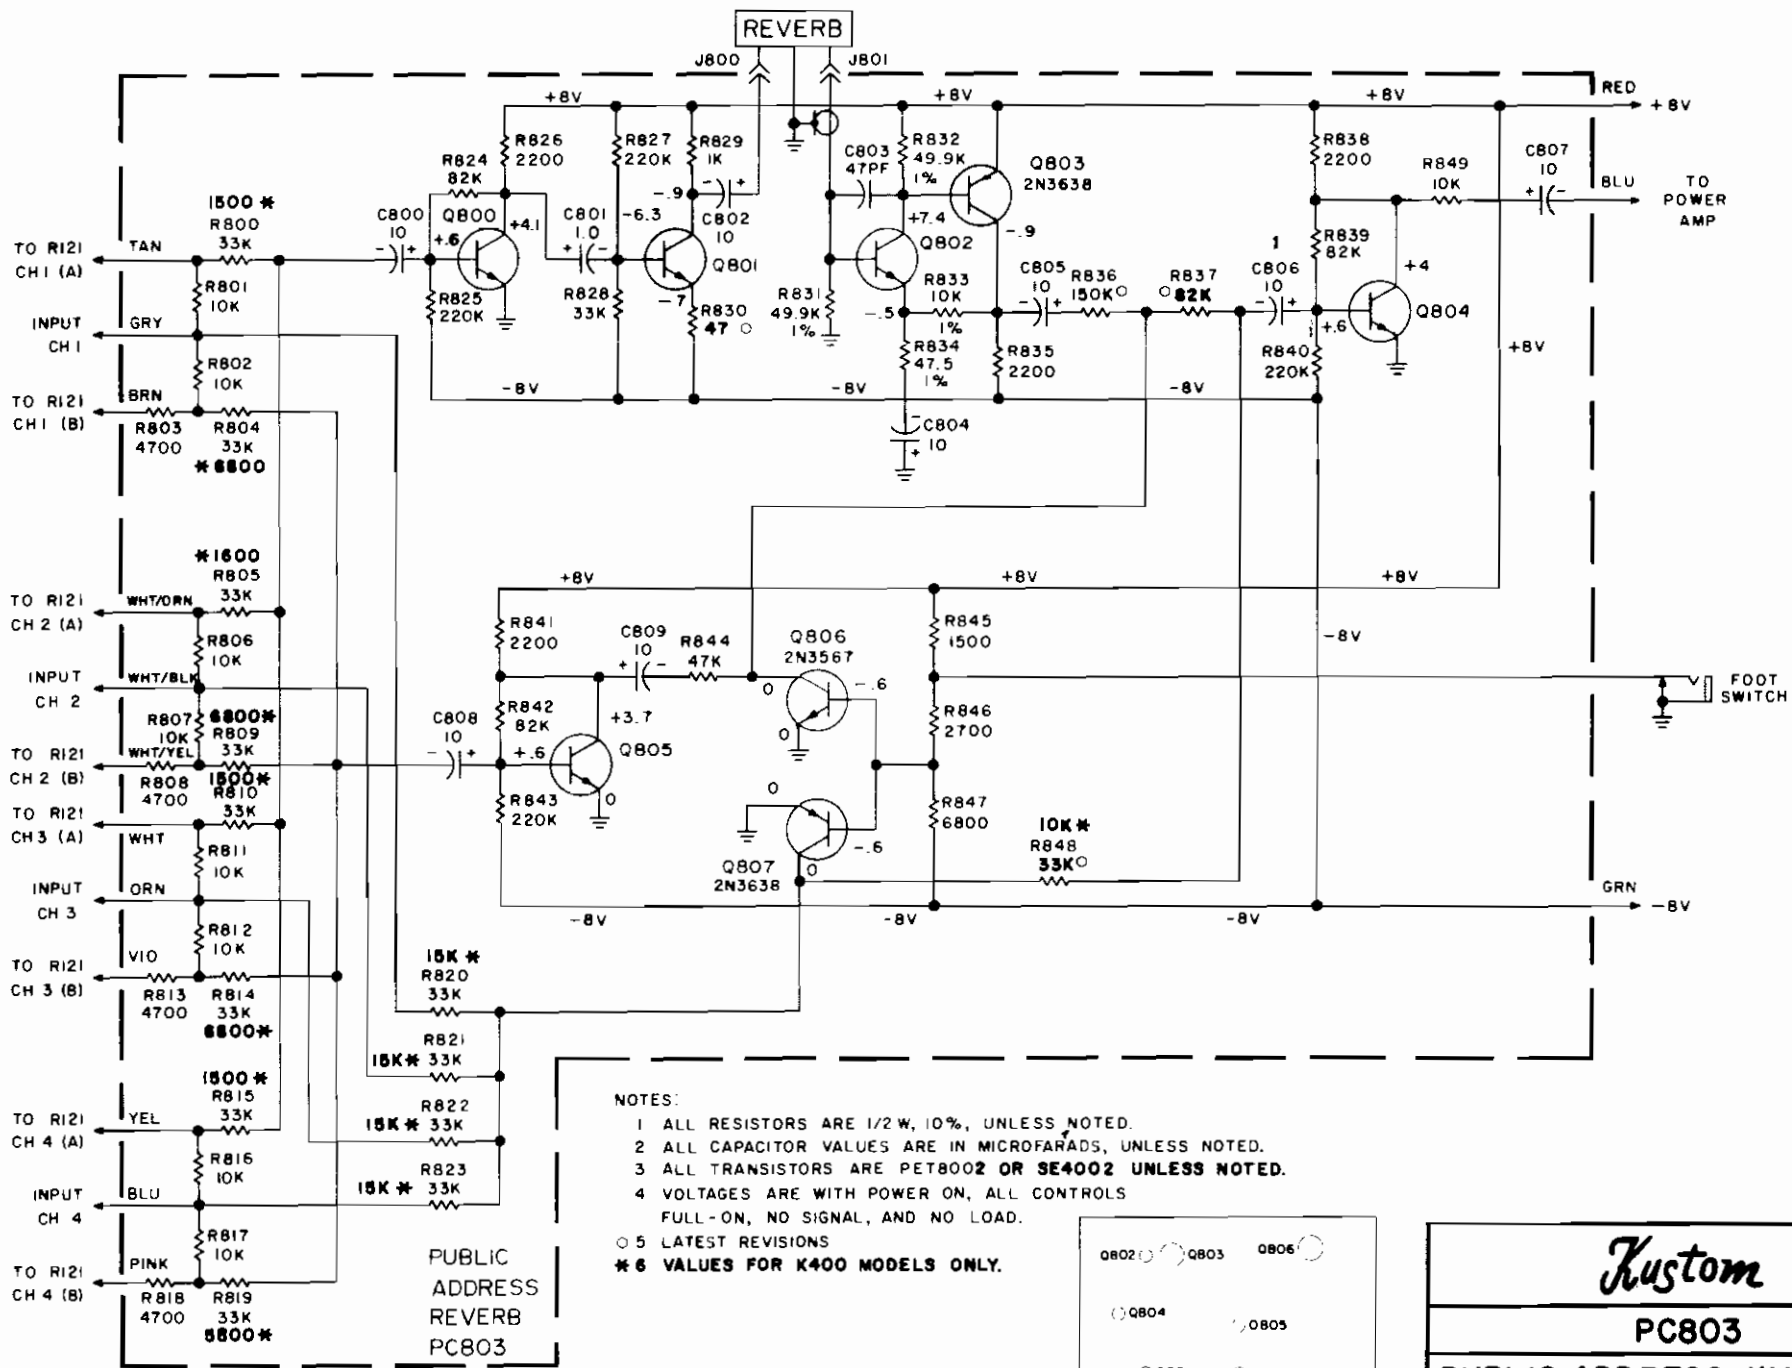 REVERB
J800
J801
RED
+8V
+8V
+8V
+8V
R826
2200
R827
220K
R829
1K
C803
47PF
R832
49.9K
1%
Q803
2N3638
R838
2200
R849
10K
C807
10
- +
+ -
BLU
TO
POWER
AMP
R824
82K
Q800
+4.1
+.6
C800
10
- +
R825
220K
C801
1.0
+ -
-6.3
-.9
C802
10
Q801
-7
R828
33K
R830
47 ○
R831
49.9K
1%
+7.4
Q802
R833
10K
1%
-.5
R834
47.5
1%
-.9
C805
10
- +
R836
150K○
R837
○82K
1
C806
10
- +
R839
82K
+4
Q804
+.6
R840
220K
R835
2200
-8V
-8V
-8V
+8V
-
C804
10
+
1500 *
R800
33K
TO R121
CH 1 (A)
TAN
R801
10K
INPUT
CH 1
GRY
R802
10K
TO R121
CH 1 (B)
BRN
R803
4700
R804
33K
*6800
*1600
R805
33K
TO R121
CH 2 (A)
WHT/ORN
R806
10K
INPUT
CH 2
WHT/BLK
R807
10K
6800*
R809
33K
TO R121
CH 2 (B)
WHT/YEL
R808
4700
1500*
R810
33K
TO R121
CH 3 (A)
WHT
R811
10K
INPUT
CH 3
ORN
R812
10K
TO R121
CH 3 (B)
VIO
R813
4700
R814
33K
6800*
1500*
R815
33K
TO R121
CH 4 (A)
YEL
R816
10K
INPUT
CH 4
BLU
R817
10K
TO R121
CH 4 (B)
PINK
R818
4700
R819
33K
+8V
+8V
+8V
R841
2200
C809
10
+ -
R844
47K
Q806
2N3567
0
-.6
0
R845
1500
-8V
FOOT
SWITCH
R842
82K
+3.7
Q805
C808
10
- +
+.6
0
R843
220K
R846
2700
0
-.6
Q807
2N3638
0
R847
6800
10K*
R848
33K○
-8V
-8V
-8V
GRN
-8V
15K *
R820
33K
R821
15K * 33K
R822
15K * 33K
R823
15K * 33K
PUBLIC
ADDRESS
REVERB
PC803
NOTES:
1 ALL RESISTORS ARE 1/2 W, 10%, UNLESS NOTED.
2 ALL CAPACITOR VALUES ARE IN MICROFARADS, UNLESS NOTED.
3 ALL TRANSISTORS ARE PET8002 OR SE4002 UNLESS NOTED.
4 VOLTAGES ARE WITH POWER ON, ALL CONTROLS
FULL-ON, NO SIGNAL, AND NO LOAD.
○ 5 LATEST REVISIONS
* 6 VALUES FOR K400 MODELS ONLY.
Q802
Q803
Q806
Q804
Q805
Kustom
PC803